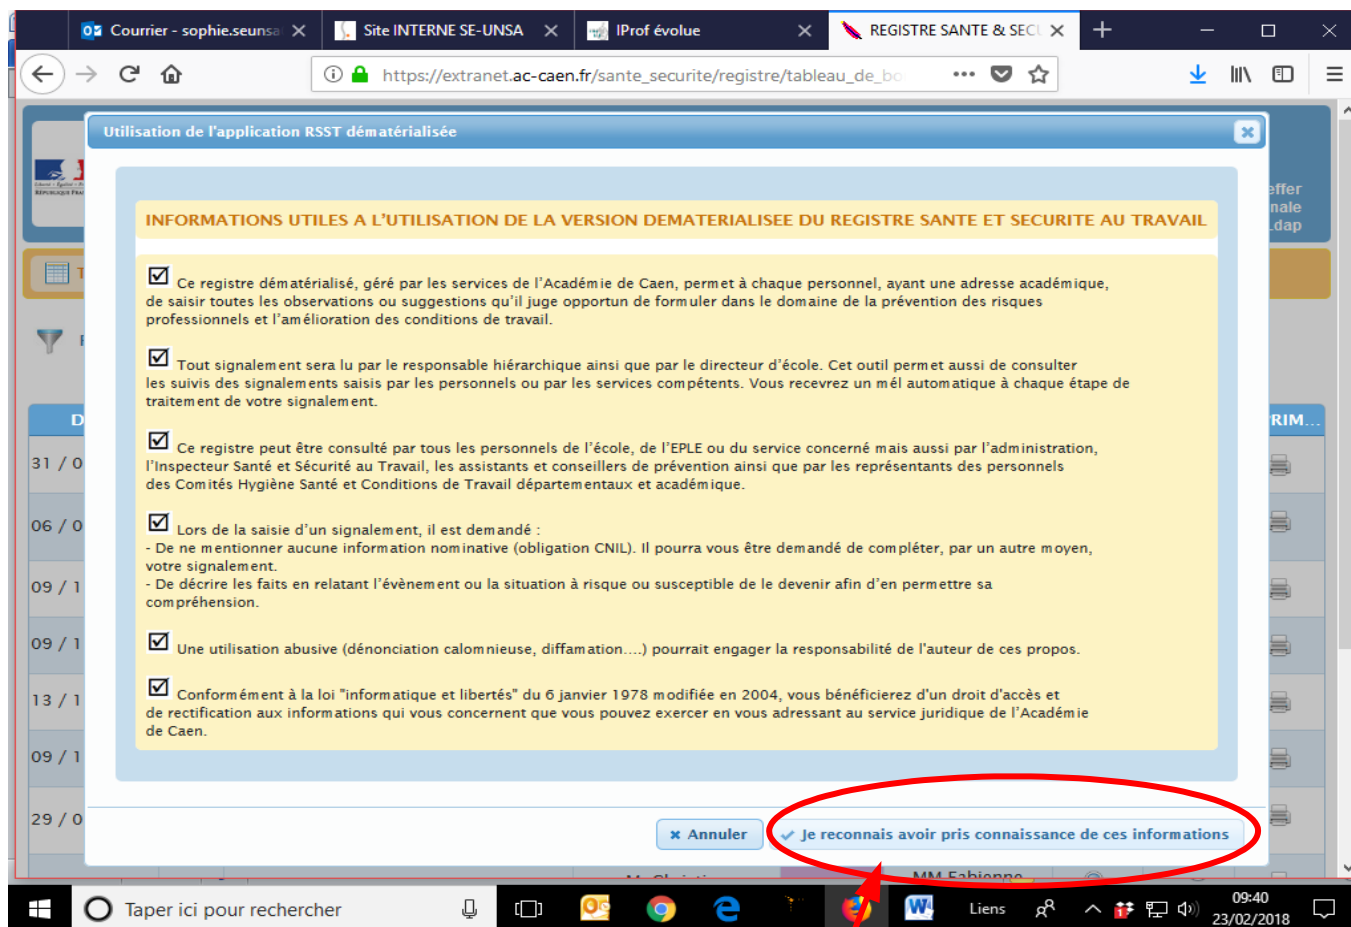 Courrier - sophie.seunsa
Site INTERNE SE-UNSA
IProf évolue
REGISTRE SANTE & SECU
https://extranet.ac-caen.fr/sante_securite/registre/tableau_de_bo
Utilisation de l'application RSST dématérialisée
effer
nale
.dap
INFORMATIONS UTILES A L'UTILISATION DE LA VERSION DEMATERIALISEE DU REGISTRE SANTE ET SECURITE AU TRAVAIL
T
Ce registre dématérialisé, géré par les services de l'Académie de Caen, permet à chaque personnel, ayant une adresse académique,
de saisir toutes les observations ou suggestions qu'il juge opportun de formuler dans le domaine de la prévention des risques
professionnels et l'amélioration des conditions de travail.
Tout signalement sera lu par le responsable hiérarchique ainsi que par le directeur d'école. Cet outil permet aussi de consulter
les suivis des signalements saisis par les personnels ou par les services compétents. Vous recevrez un mél automatique à chaque étape de
traitement de votre signalement.
D
RIM...
Ce registre peut être consulté par tous les personnels de l'école, de l'EPLE ou du service concerné mais aussi par l'administration,
l'Inspecteur Santé et Sécurité au Travail, les assistants et conseillers de prévention ainsi que par les représentants des personnels
des Comités Hygiène Santé et Conditions de Travail départementaux et académique.
31 / 0
Lors de la saisie d'un signalement, il est demandé :
06 / 0
- De ne mentionner aucune information nominative (obligation CNIL). Il pourra vous être demandé de compléter, par un autre moyen,
votre signalement.
- De décrire les faits en relatant l'évènement ou la situation à risque ou susceptible de le devenir afin d'en permettre sa
compréhension.
09 / 1
Une utilisation abusive (dénonciation calomnieuse, diffamation....) pourrait engager la responsabilité de l'auteur de ces propos.
09 / 1
Conformément à la loi "informatique et libertés" du 6 janvier 1978 modifiée en 2004, vous bénéficierez d'un droit d'accès et
de rectification aux informations qui vous concernent que vous pouvez exercer en vous adressant au service juridique de l'Académie
de Caen.
13 / 1
09 / 1
29 / 0
Annuler
Je reconnais avoir pris connaissance de ces informations
MM Fabienne
Taper ici pour rechercher
Liens
09:40
23/02/2018